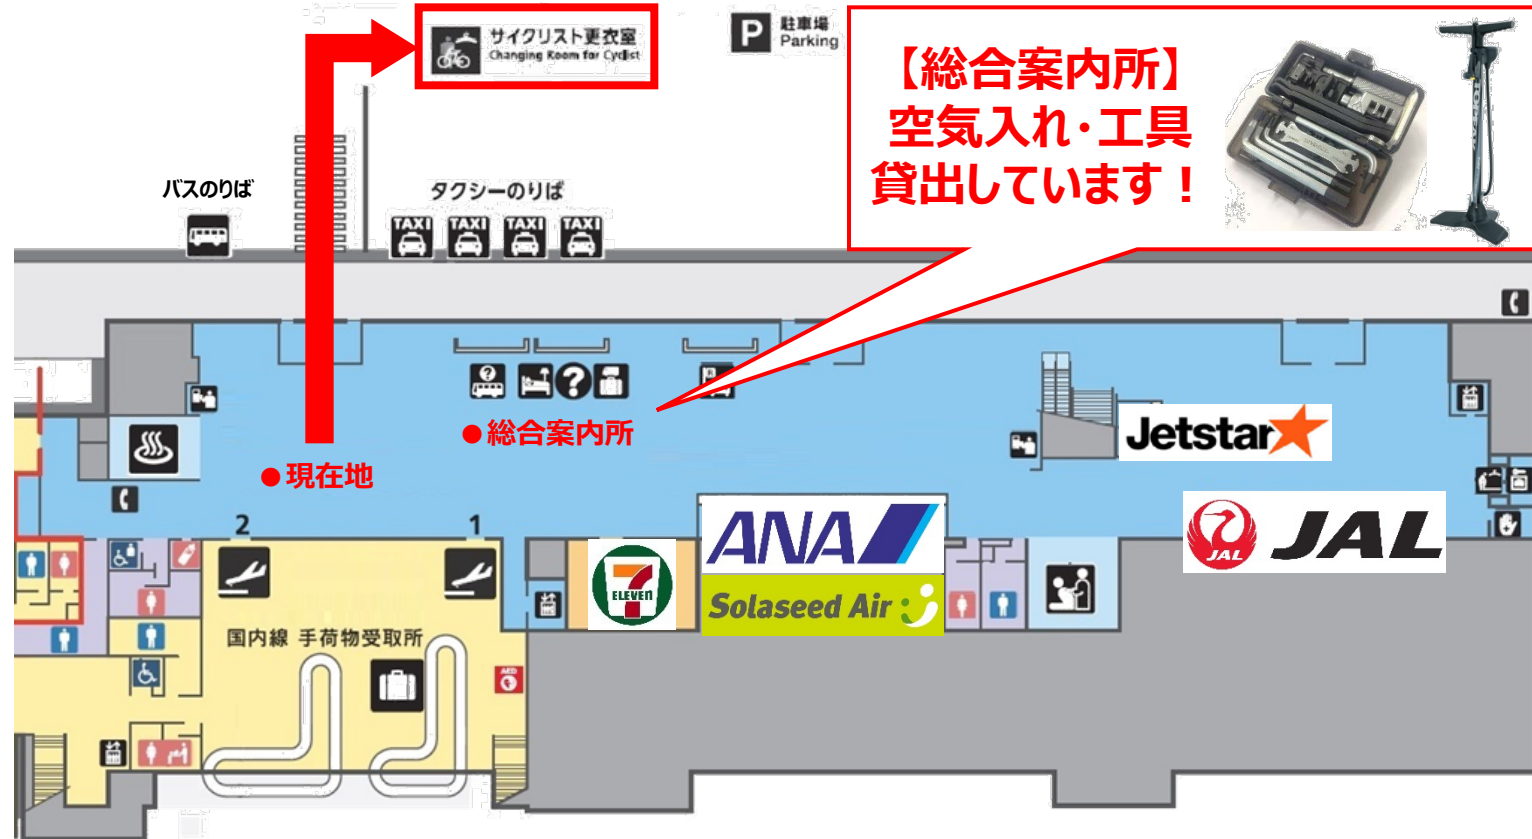 サイクリスト更衣室
Changing Room for Cyclist
P
駐車場
Parking
【総合案内所】
空気入れ・工具
貸出しています！
バスのりば
タクシーのりば
TAXI
TAXI
TAXI
TAXI
?
?
●総合案内所
●現在地
Jetstar
2
1
ANA
JAL
JAL
7
ELEVEN
Solaseed Air
国内線 手荷物受取所
AED